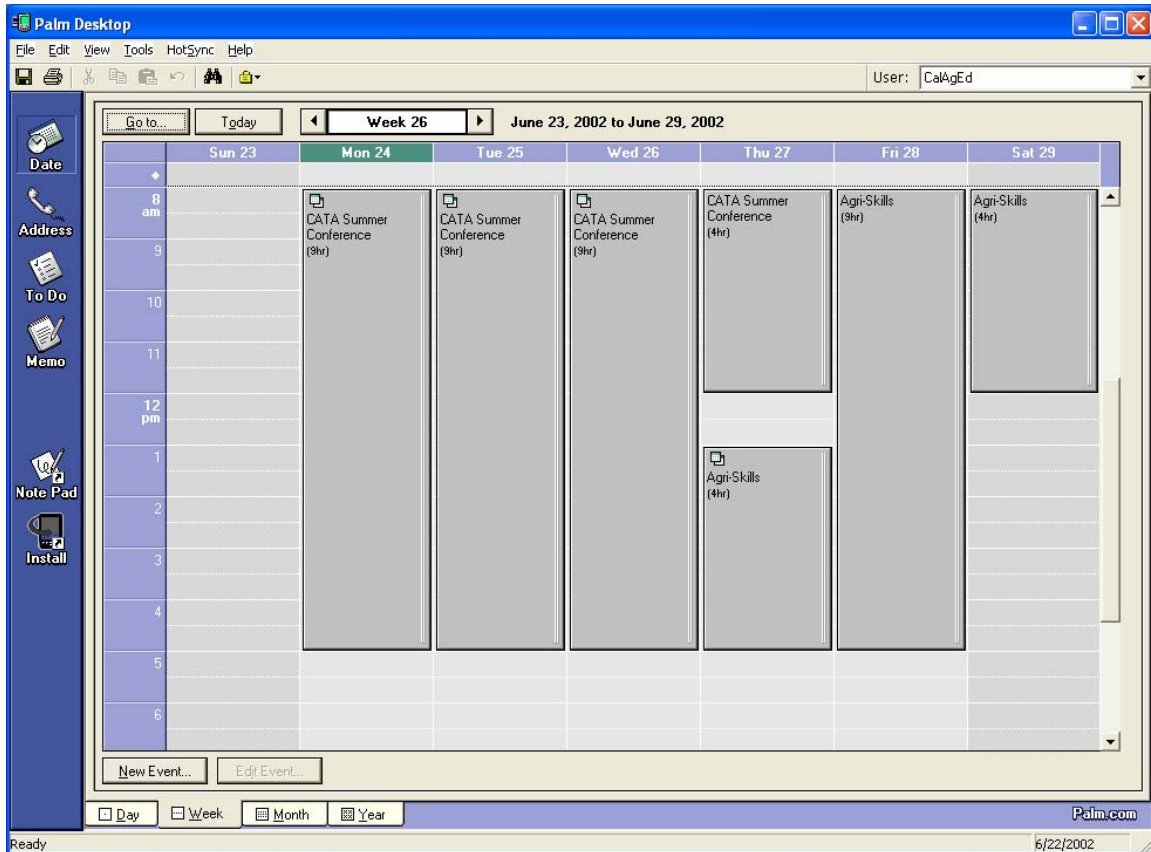 Palm Desktop
File Edit View Tools HotSync Help
User: CalAgEd
Go to... Today Week 26 June 23, 2002 to June 29, 2002
Sun 23 Mon 24 Tue 25 Wed 26 Thu 27 Fri 28 Sat 29
Date
Address
To Do
Memo
Note Pad
Install
8 am
9
10
11
12 pm
1
2
3
4
5
6
CATA Summer
Conference
(9hr)
CATA Summer
Conference
(9hr)
CATA Summer
Conference
(9hr)
CATA Summer
Conference
(4hr)
Agri-Skills
(4hr)
Agri-Skills
(9hr)
Agri-Skills
(4hr)
New Event... Edit Event...
Day Week Month Year Palm.com
Ready 6/22/2002